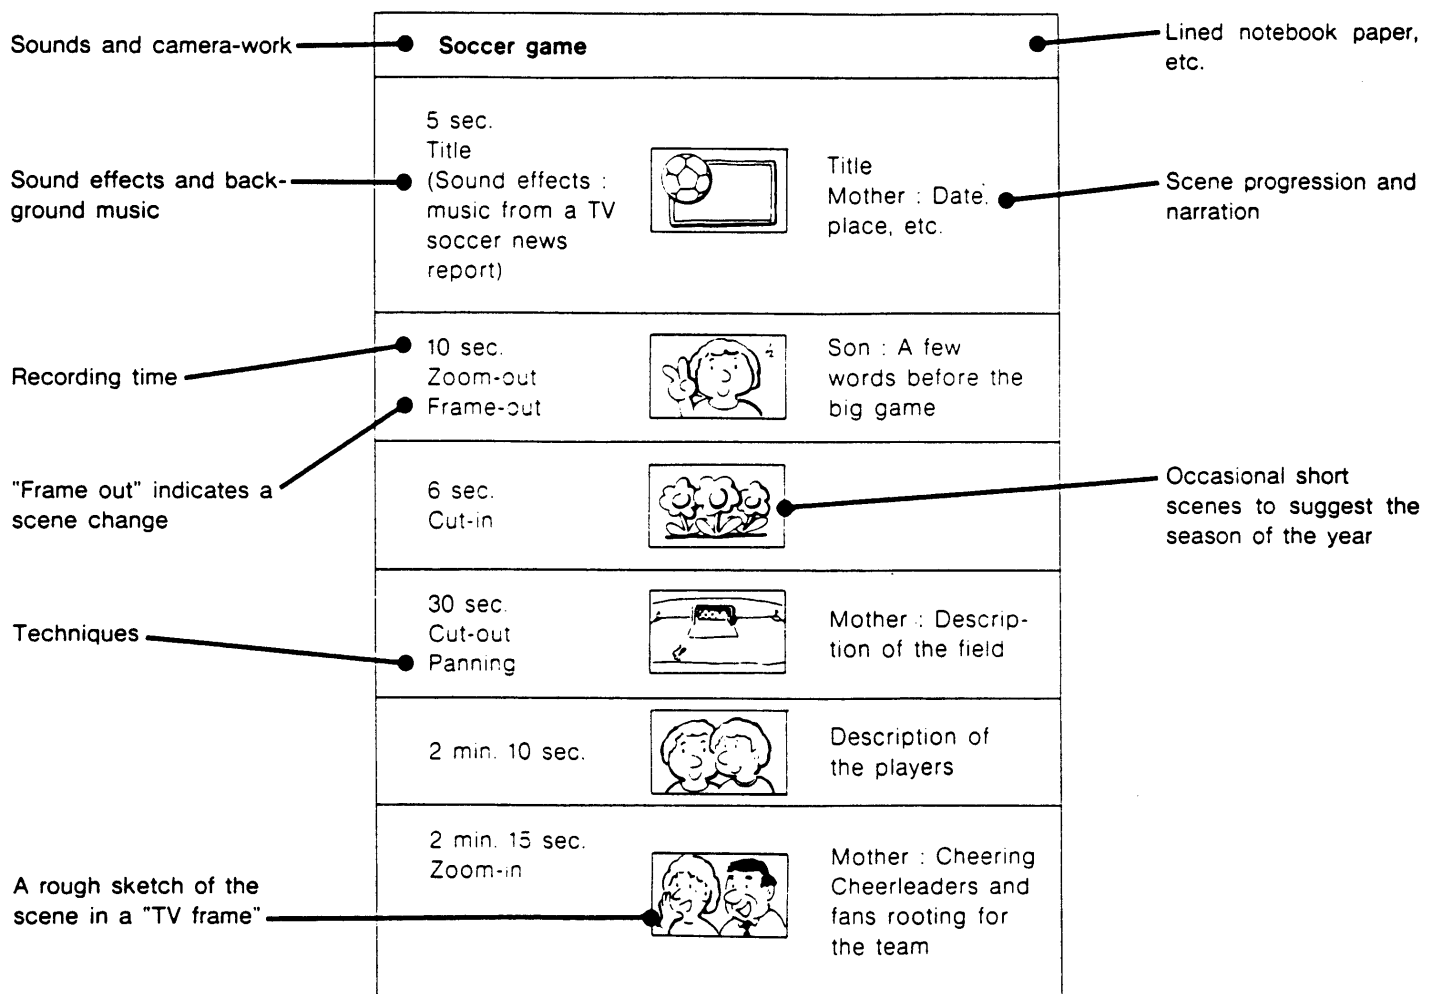 Sounds and camera-work
Soccer game
Lined notebook paper,
etc.
Sound effects and back-
ground music
5 sec.
Title
(Sound effects :
music from a TV
soccer news
report)
Title
Mother : Date.
place, etc.
Scene progression and
narration
Recording time
10 sec.
Zoom-out
Frame-out
Son : A few
words before the
big game
"Frame out" indicates a
scene change
6 sec.
Cut-in
Occasional short
scenes to suggest the
season of the year
Techniques
30 sec.
Cut-out
Panning
Mother : Descrip-
tion of the field
2 min. 10 sec.
Description of
the players
A rough sketch of the
scene in a "TV frame"
2 min. 15 sec.
Zoom-in
Mother : Cheering
Cheerleaders and
fans rooting for
the team